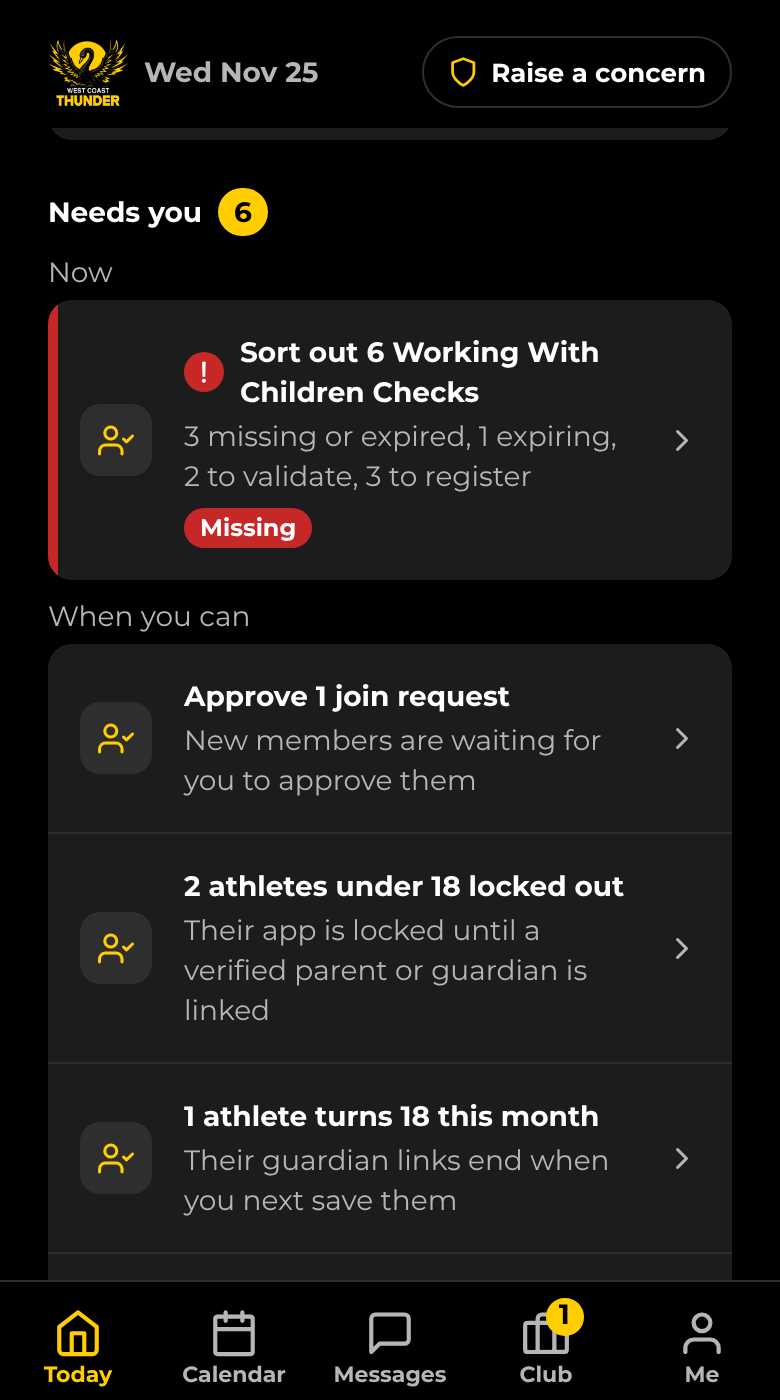 WEST COAST
THUNDER
Wed Nov 25
Raise a concern
Needs you 6
Now
! Sort out 6 Working With
Children Checks
3 missing or expired, 1 expiring,
2 to validate, 3 to register
Missing
When you can
Approve 1 join request
New members are waiting for
you to approve them
2 athletes under 18 locked out
Their app is locked until a
verified parent or guardian is
linked
1 athlete turns 18 this month
Their guardian links end when
you next save them
1
Today Calendar Messages Club Me